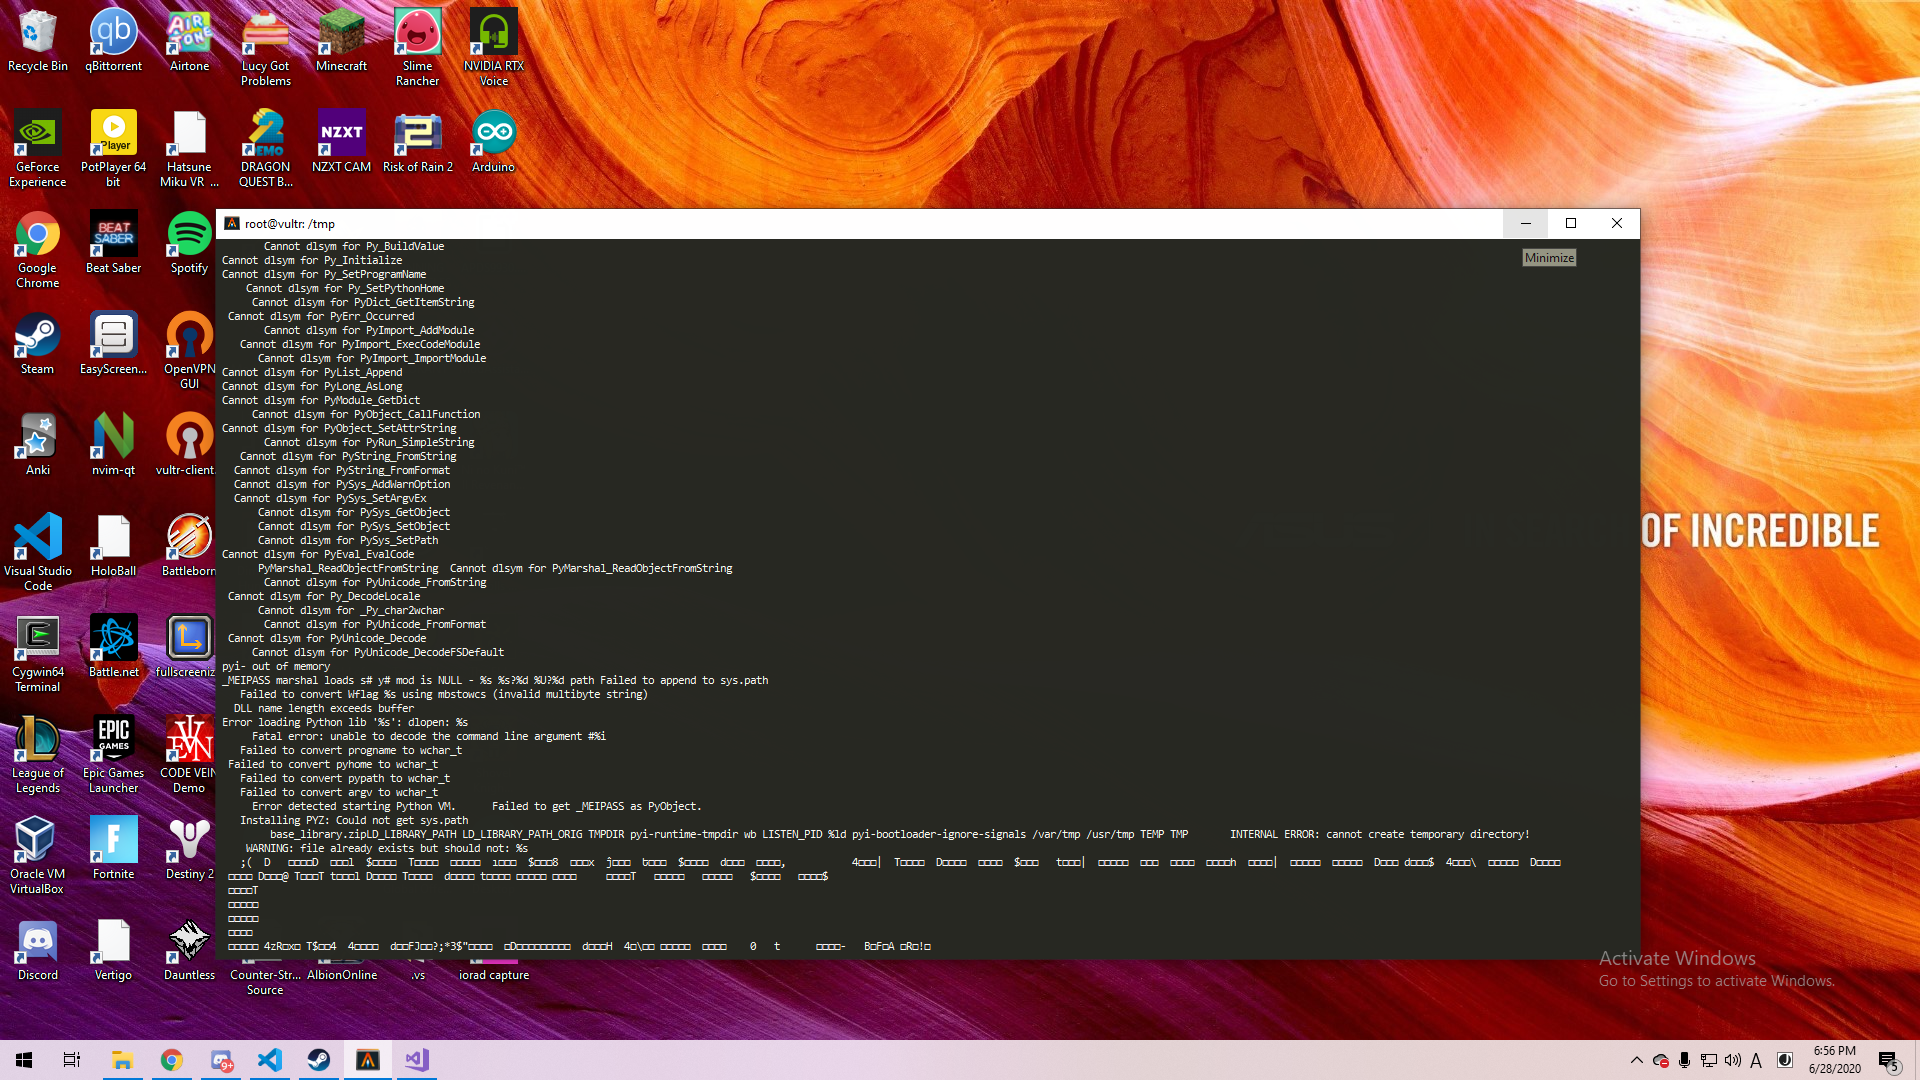 Recycle Bin
qBittorrent
Airtone
Lucy Got
Problems
Minecraft
Slime
Rancher
NVIDIA RTX
Voice
GeForce
Experience
PotPlayer 64
bit
Hatsune
Miku VR ...
DRAGON
QUEST B...
NZXT CAM
Risk of Rain 2
Arduino
Google
Chrome
Beat Saber
Spotify
Steam
EasyScreen...
OpenVPN
GUI
Anki
nvim-qt
vultr-client.
Visual Studio
Code
HoloBall
Battleborn
Cygwin64
Terminal
Battle.net
fullscreeniz
League of
Legends
Epic Games
Launcher
CODE VEIN
Demo
Oracle VM
VirtualBox
Fortnite
Destiny 2
Discord
Vertigo
Dauntless
Counter-Str...
Source
AlbionOnline
.vs
iorad capture
root@vultr: /tmp
Minimize
Cannot dlsym for Py_BuildValue
Cannot dlsym for Py_Initialize
Cannot dlsym for Py_SetProgramName
Cannot dlsym for Py_SetPythonHome
Cannot dlsym for PyDict_GetItemString
Cannot dlsym for PyErr_Occurred
Cannot dlsym for PyImport_AddModule
Cannot dlsym for PyImport_ExecCodeModule
Cannot dlsym for PyImport_ImportModule
Cannot dlsym for PyList_Append
Cannot dlsym for PyLong_AsLong
Cannot dlsym for PyModule_GetDict
Cannot dlsym for PyObject_CallFunction
Cannot dlsym for PyObject_SetAttrString
Cannot dlsym for PyRun_SimpleString
Cannot dlsym for PyString_FromString
Cannot dlsym for PyString_FromFormat
Cannot dlsym for PySys_AddWarnOption
Cannot dlsym for PySys_SetArgvEx
Cannot dlsym for PySys_GetObject
Cannot dlsym for PySys_SetObject
Cannot dlsym for PySys_SetPath
Cannot dlsym for PyEval_EvalCode
PyMarshal_ReadObjectFromString Cannot dlsym for PyMarshal_ReadObjectFromString
Cannot dlsym for PyUnicode_FromString
Cannot dlsym for Py_DecodeLocale
Cannot dlsym for _Py_char2wchar
Cannot dlsym for PyUnicode_FromFormat
Cannot dlsym for PyUnicode_Decode
Cannot dlsym for PyUnicode_DecodeFSDefault
pyi- out of memory
_MEIPASS marshal loads s# y# mod is NULL - %s %s?%d %U?%d path Failed to append to sys.path
Failed to convert Wflag %s using mbstowcs (invalid multibyte string)
DLL name length exceeds buffer
Error loading Python lib '%s': dlopen: %s
Fatal error: unable to decode the command line argument #%i
Failed to convert progname to wchar_t
Failed to convert pyhome to wchar_t
Failed to convert pypath to wchar_t
Failed to convert argv to wchar_t
Error detected starting Python VM. Failed to get _MEIPASS as PyObject.
Installing PYZ: Could not get sys.path
base_library.zipLD_LIBRARY_PATH LD_LIBRARY_PATH_ORIG TMPDIR pyi-runtime-tmpdir wb LISTEN_PID %ld pyi-bootloader-ignore-signals /var/tmp /usr/tmp TEMP TMP INTERNAL ERROR: cannot create temporary directory!
WARNING: file already exists but should not: %s
OF INCREDIBLE
Activate Windows
Go to Settings to activate Windows.
6:56 PM
6/28/2020